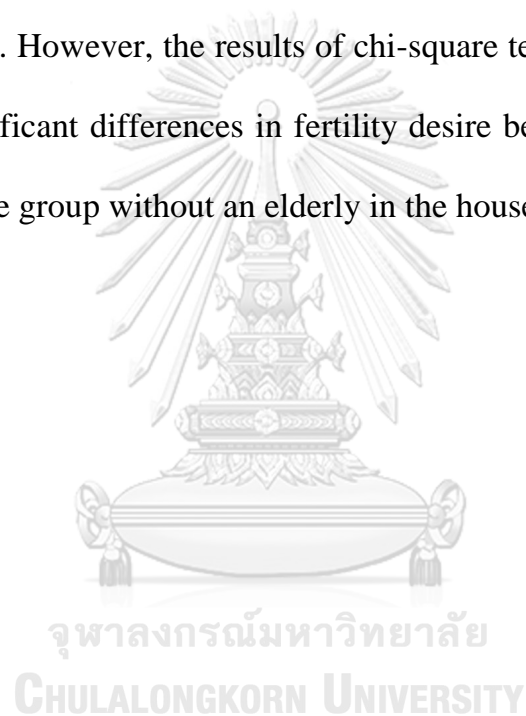 . However, the results of chi-square te
ficant differences in fertility desire be
e group without an elderly in the house
จุฬาลงกรณ์มหาวิทยาลัย
CHULALONGKORN UNIVERSITY